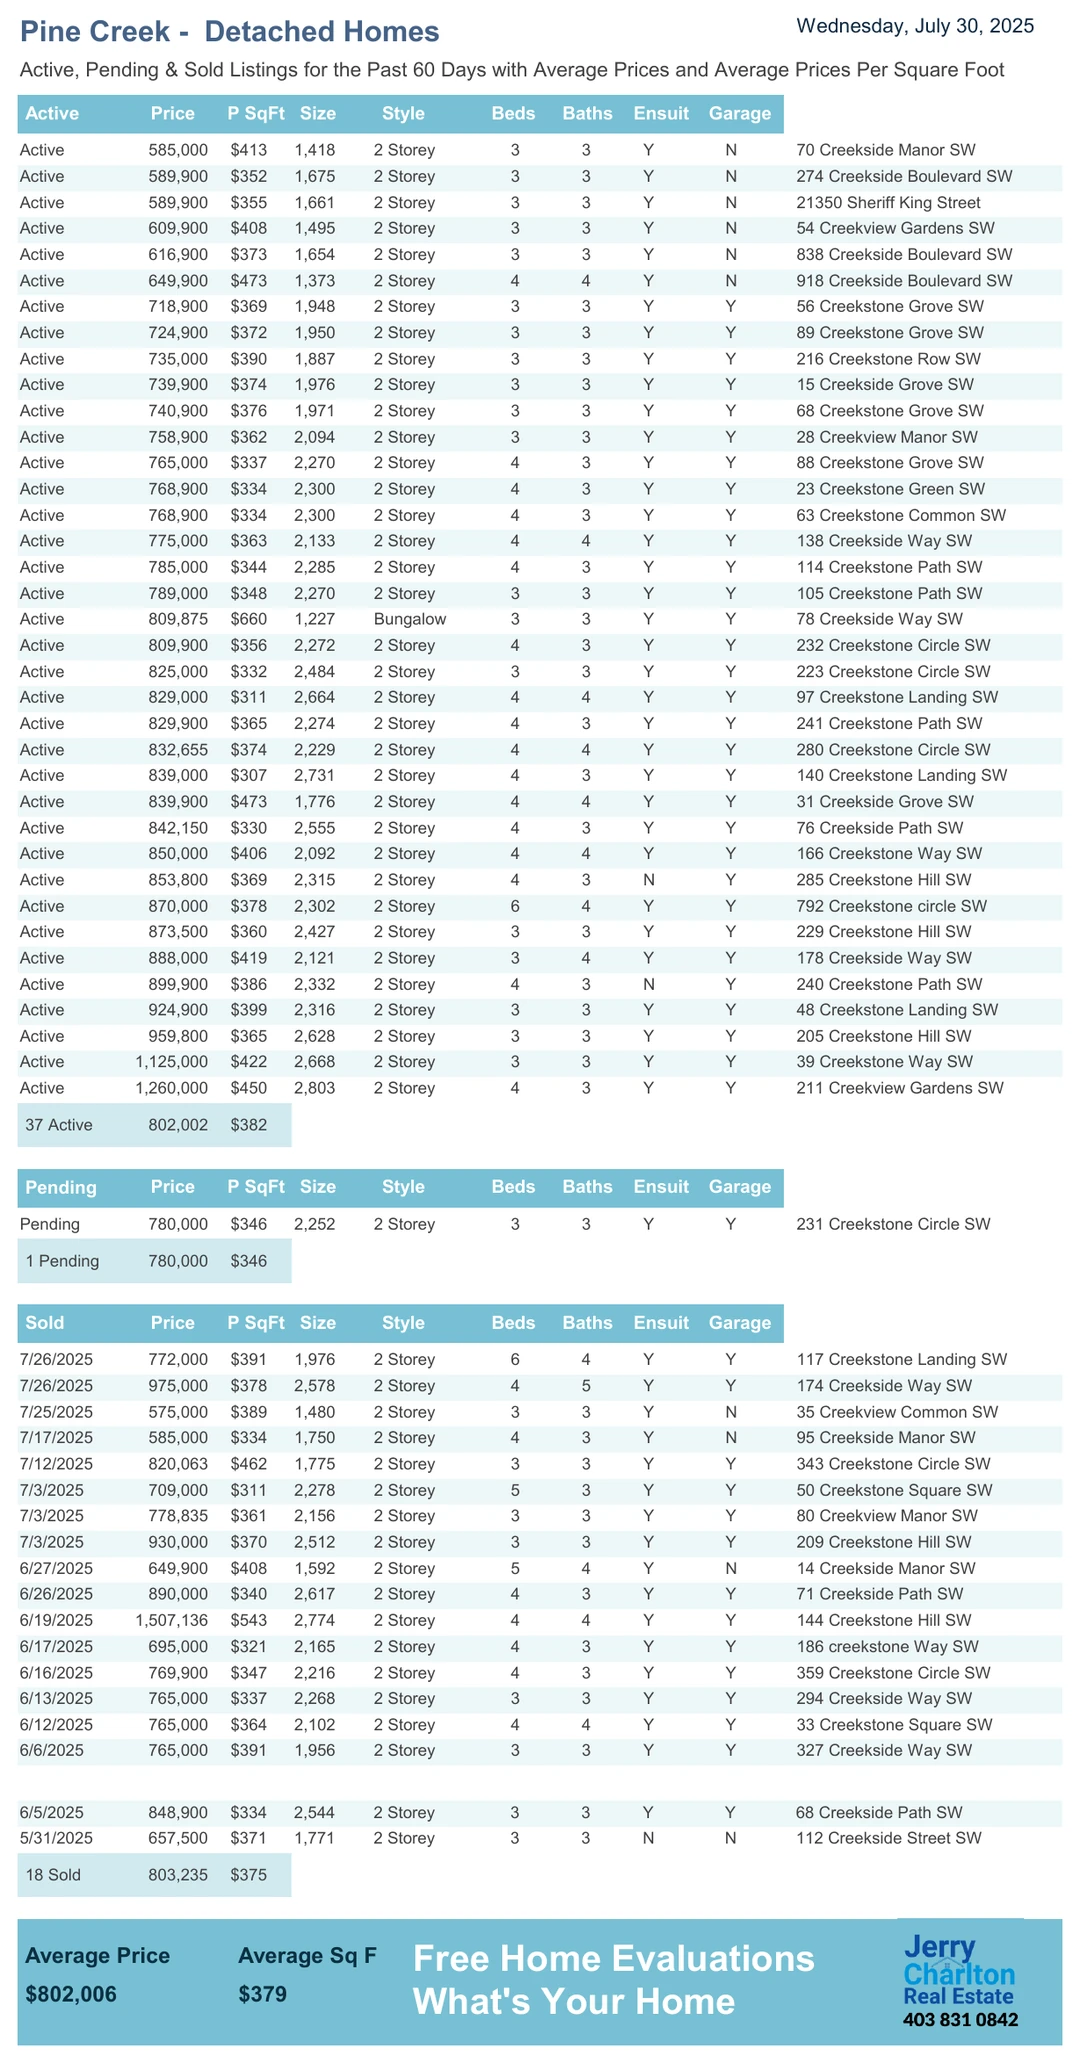 Pine Creek - Detached Homes
Wednesday, July 30, 2025
Active, Pending & Sold Listings for the Past 60 Days with Average Prices and Average Prices Per Square Foot
Active Price P SqFt Size Style Beds Baths Ensuit Garage
Active 585,000 $413 1,418 2 Storey 3 3 Y N 70 Creekside Manor SW
Active 589,900 $352 1,675 2 Storey 3 3 Y N 274 Creekside Boulevard SW
Active 589,900 $355 1,661 2 Storey 3 3 Y N 21350 Sheriff King Street
Active 609,900 $408 1,495 2 Storey 3 3 Y N 54 Creekview Gardens SW
Active 616,900 $373 1,654 2 Storey 3 3 Y N 838 Creekside Boulevard SW
Active 649,900 $473 1,373 2 Storey 4 4 Y N 918 Creekside Boulevard SW
Active 718,900 $369 1,948 2 Storey 3 3 Y Y 56 Creekstone Grove SW
Active 724,900 $372 1,950 2 Storey 3 3 Y Y 89 Creekstone Grove SW
Active 735,000 $390 1,887 2 Storey 3 3 Y Y 216 Creekstone Row SW
Active 739,900 $374 1,976 2 Storey 3 3 Y Y 15 Creekside Grove SW
Active 740,900 $376 1,971 2 Storey 3 3 Y Y 68 Creekstone Grove SW
Active 758,900 $362 2,094 2 Storey 3 3 Y Y 28 Creekview Manor SW
Active 765,000 $337 2,270 2 Storey 4 3 Y Y 88 Creekstone Grove SW
Active 768,900 $334 2,300 2 Storey 4 3 Y Y 23 Creekstone Green SW
Active 768,900 $334 2,300 2 Storey 4 3 Y Y 63 Creekstone Common SW
Active 775,000 $363 2,133 2 Storey 4 4 Y Y 138 Creekside Way SW
Active 785,000 $344 2,285 2 Storey 4 3 Y Y 114 Creekstone Path SW
Active 789,000 $348 2,270 2 Storey 3 3 Y Y 105 Creekstone Path SW
Active 809,875 $660 1,227 Bungalow 3 3 Y Y 78 Creekside Way SW
Active 809,900 $356 2,272 2 Storey 4 3 Y Y 232 Creekstone Circle SW
Active 825,000 $332 2,484 2 Storey 3 3 Y Y 223 Creekstone Circle SW
Active 829,000 $311 2,664 2 Storey 4 4 Y Y 97 Creekstone Landing SW
Active 829,900 $365 2,274 2 Storey 4 3 Y Y 241 Creekstone Path SW
Active 832,655 $374 2,229 2 Storey 4 4 Y Y 280 Creekstone Circle SW
Active 839,000 $307 2,731 2 Storey 4 3 Y Y 140 Creekstone Landing SW
Active 839,900 $473 1,776 2 Storey 4 4 Y Y 31 Creekside Grove SW
Active 842,150 $330 2,555 2 Storey 4 3 Y Y 76 Creekside Path SW
Active 850,000 $406 2,092 2 Storey 4 4 Y Y 166 Creekstone Way SW
Active 853,800 $369 2,315 2 Storey 4 3 N Y 285 Creekstone Hill SW
Active 870,000 $378 2,302 2 Storey 6 4 Y Y 792 Creekstone circle SW
Active 873,500 $360 2,427 2 Storey 3 3 Y Y 229 Creekstone Hill SW
Active 888,000 $419 2,121 2 Storey 3 4 Y Y 178 Creekside Way SW
Active 899,900 $386 2,332 2 Storey 4 3 N Y 240 Creekstone Path SW
Active 924,900 $399 2,316 2 Storey 3 3 Y Y 48 Creekstone Landing SW
Active 959,800 $365 2,628 2 Storey 3 3 Y Y 205 Creekstone Hill SW
Active 1,125,000 $422 2,668 2 Storey 3 3 Y Y 39 Creekstone Way SW
Active 1,260,000 $450 2,803 2 Storey 4 3 Y Y 211 Creekview Gardens SW
37 Active 802,002 $382
Pending Price P SqFt Size Style Beds Baths Ensuit Garage
Pending 780,000 $346 2,252 2 Storey 3 3 Y Y 231 Creekstone Circle SW
1 Pending 780,000 $346
Sold Price P SqFt Size Style Beds Baths Ensuit Garage
7/26/2025 772,000 $391 1,976 2 Storey 6 4 Y Y 117 Creekstone Landing SW
7/26/2025 975,000 $378 2,578 2 Storey 4 5 Y Y 174 Creekside Way SW
7/25/2025 575,000 $389 1,480 2 Storey 3 3 Y N 35 Creekview Common SW
7/17/2025 585,000 $334 1,750 2 Storey 4 3 Y N 95 Creekside Manor SW
7/12/2025 820,063 $462 1,775 2 Storey 3 3 Y Y 343 Creekstone Circle SW
7/3/2025 709,000 $311 2,278 2 Storey 5 3 Y Y 50 Creekstone Square SW
7/3/2025 778,835 $361 2,156 2 Storey 3 3 Y Y 80 Creekview Manor SW
7/3/2025 930,000 $370 2,512 2 Storey 3 3 Y Y 209 Creekstone Hill SW
6/27/2025 649,900 $408 1,592 2 Storey 5 4 Y N 14 Creekside Manor SW
6/26/2025 890,000 $340 2,617 2 Storey 4 3 Y Y 71 Creekside Path SW
6/19/2025 1,507,136 $543 2,774 2 Storey 4 4 Y Y 144 Creekstone Hill SW
6/17/2025 695,000 $321 2,165 2 Storey 4 3 Y Y 186 creekstone Way SW
6/16/2025 769,900 $347 2,216 2 Storey 4 3 Y Y 359 Creekstone Circle SW
6/13/2025 765,000 $337 2,268 2 Storey 3 3 Y Y 294 Creekside Way SW
6/12/2025 765,000 $364 2,102 2 Storey 4 4 Y Y 33 Creekstone Square SW
6/6/2025 765,000 $391 1,956 2 Storey 3 3 Y Y 327 Creekside Way SW
6/5/2025 848,900 $334 2,544 2 Storey 3 3 Y Y 68 Creekside Path SW
5/31/2025 657,500 $371 1,771 2 Storey 3 3 N N 112 Creekside Street SW
18 Sold 803,235 $375
Average Price Average Sq F
$802,006 $379
Free Home Evaluations
What's Your Home
Jerry
Charlton
Real Estate
403 831 0842